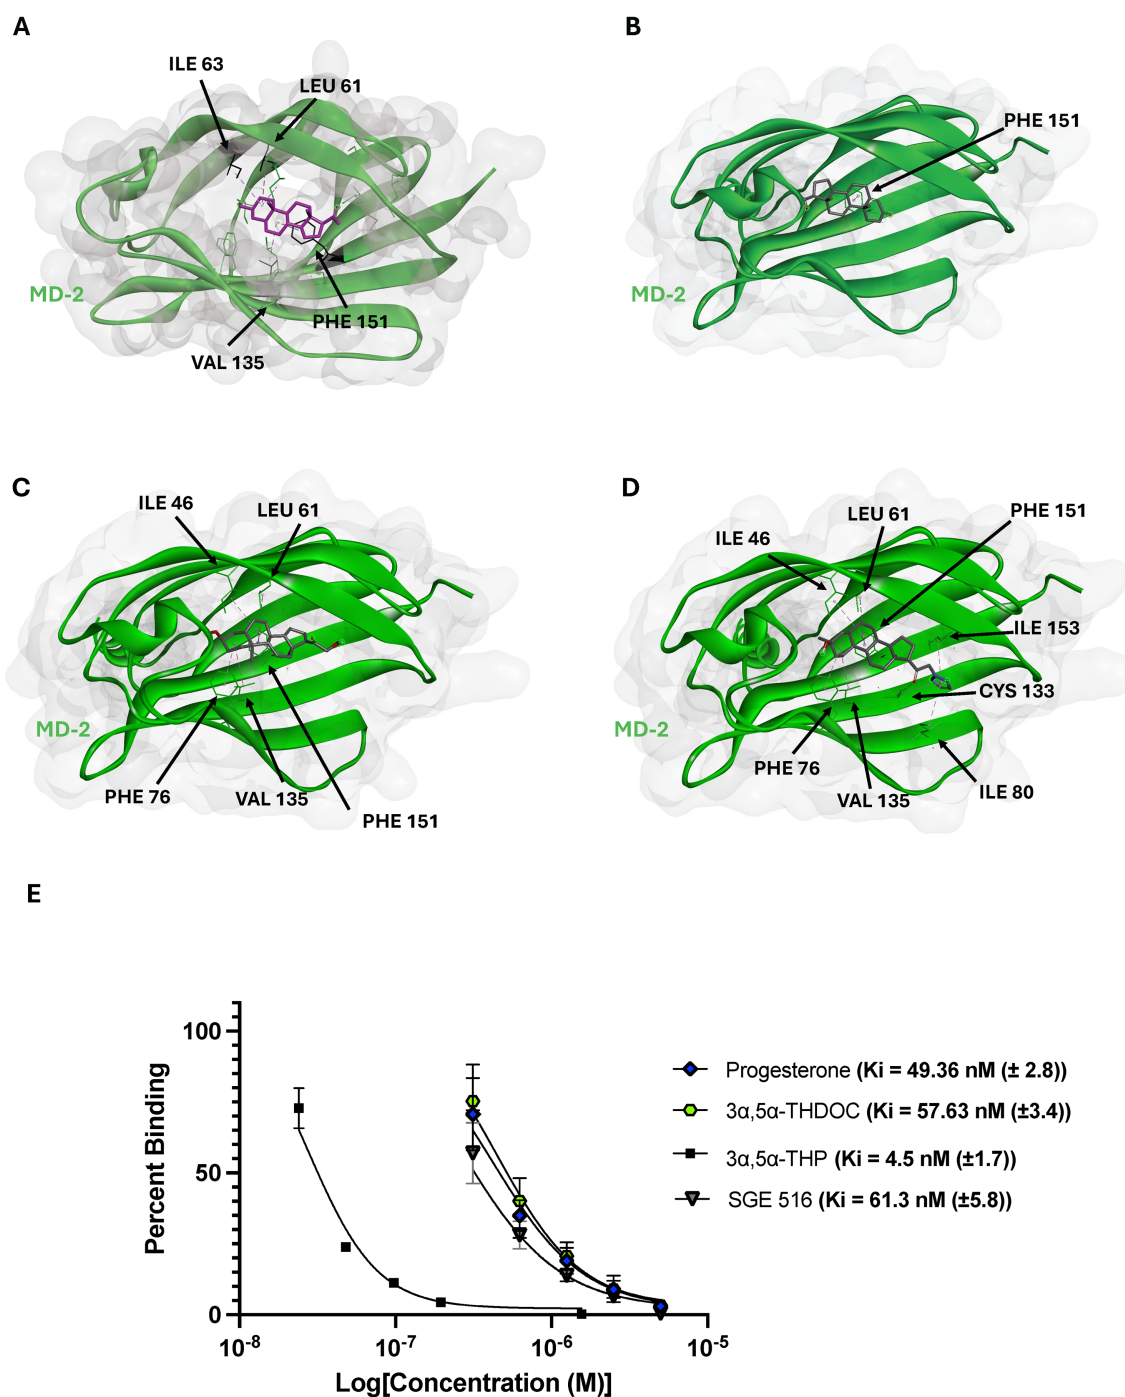 A
ILE 63
LEU 61
MD-2
PHE 151
VAL 135
B
PHE 151
MD-2
C
ILE 46
LEU 61
MD-2
PHE 76
VAL 135
PHE 151
D
ILE 46
LEU 61
PHE 151
ILE 153
CYS 133
MD-2
PHE 76
VAL 135
ILE 80
E
Percent Binding
100
50
0
10-8
10-7
10-6
10-5
Log[Concentration (M)]
Progesterone (Ki = 49.36 nM (± 2.8))
3α,5α-THDOC (Ki = 57.63 nM (±3.4))
3α,5α-THP (Ki = 4.5 nM (±1.7))
SGE 516 (Ki = 61.3 nM (±5.8))